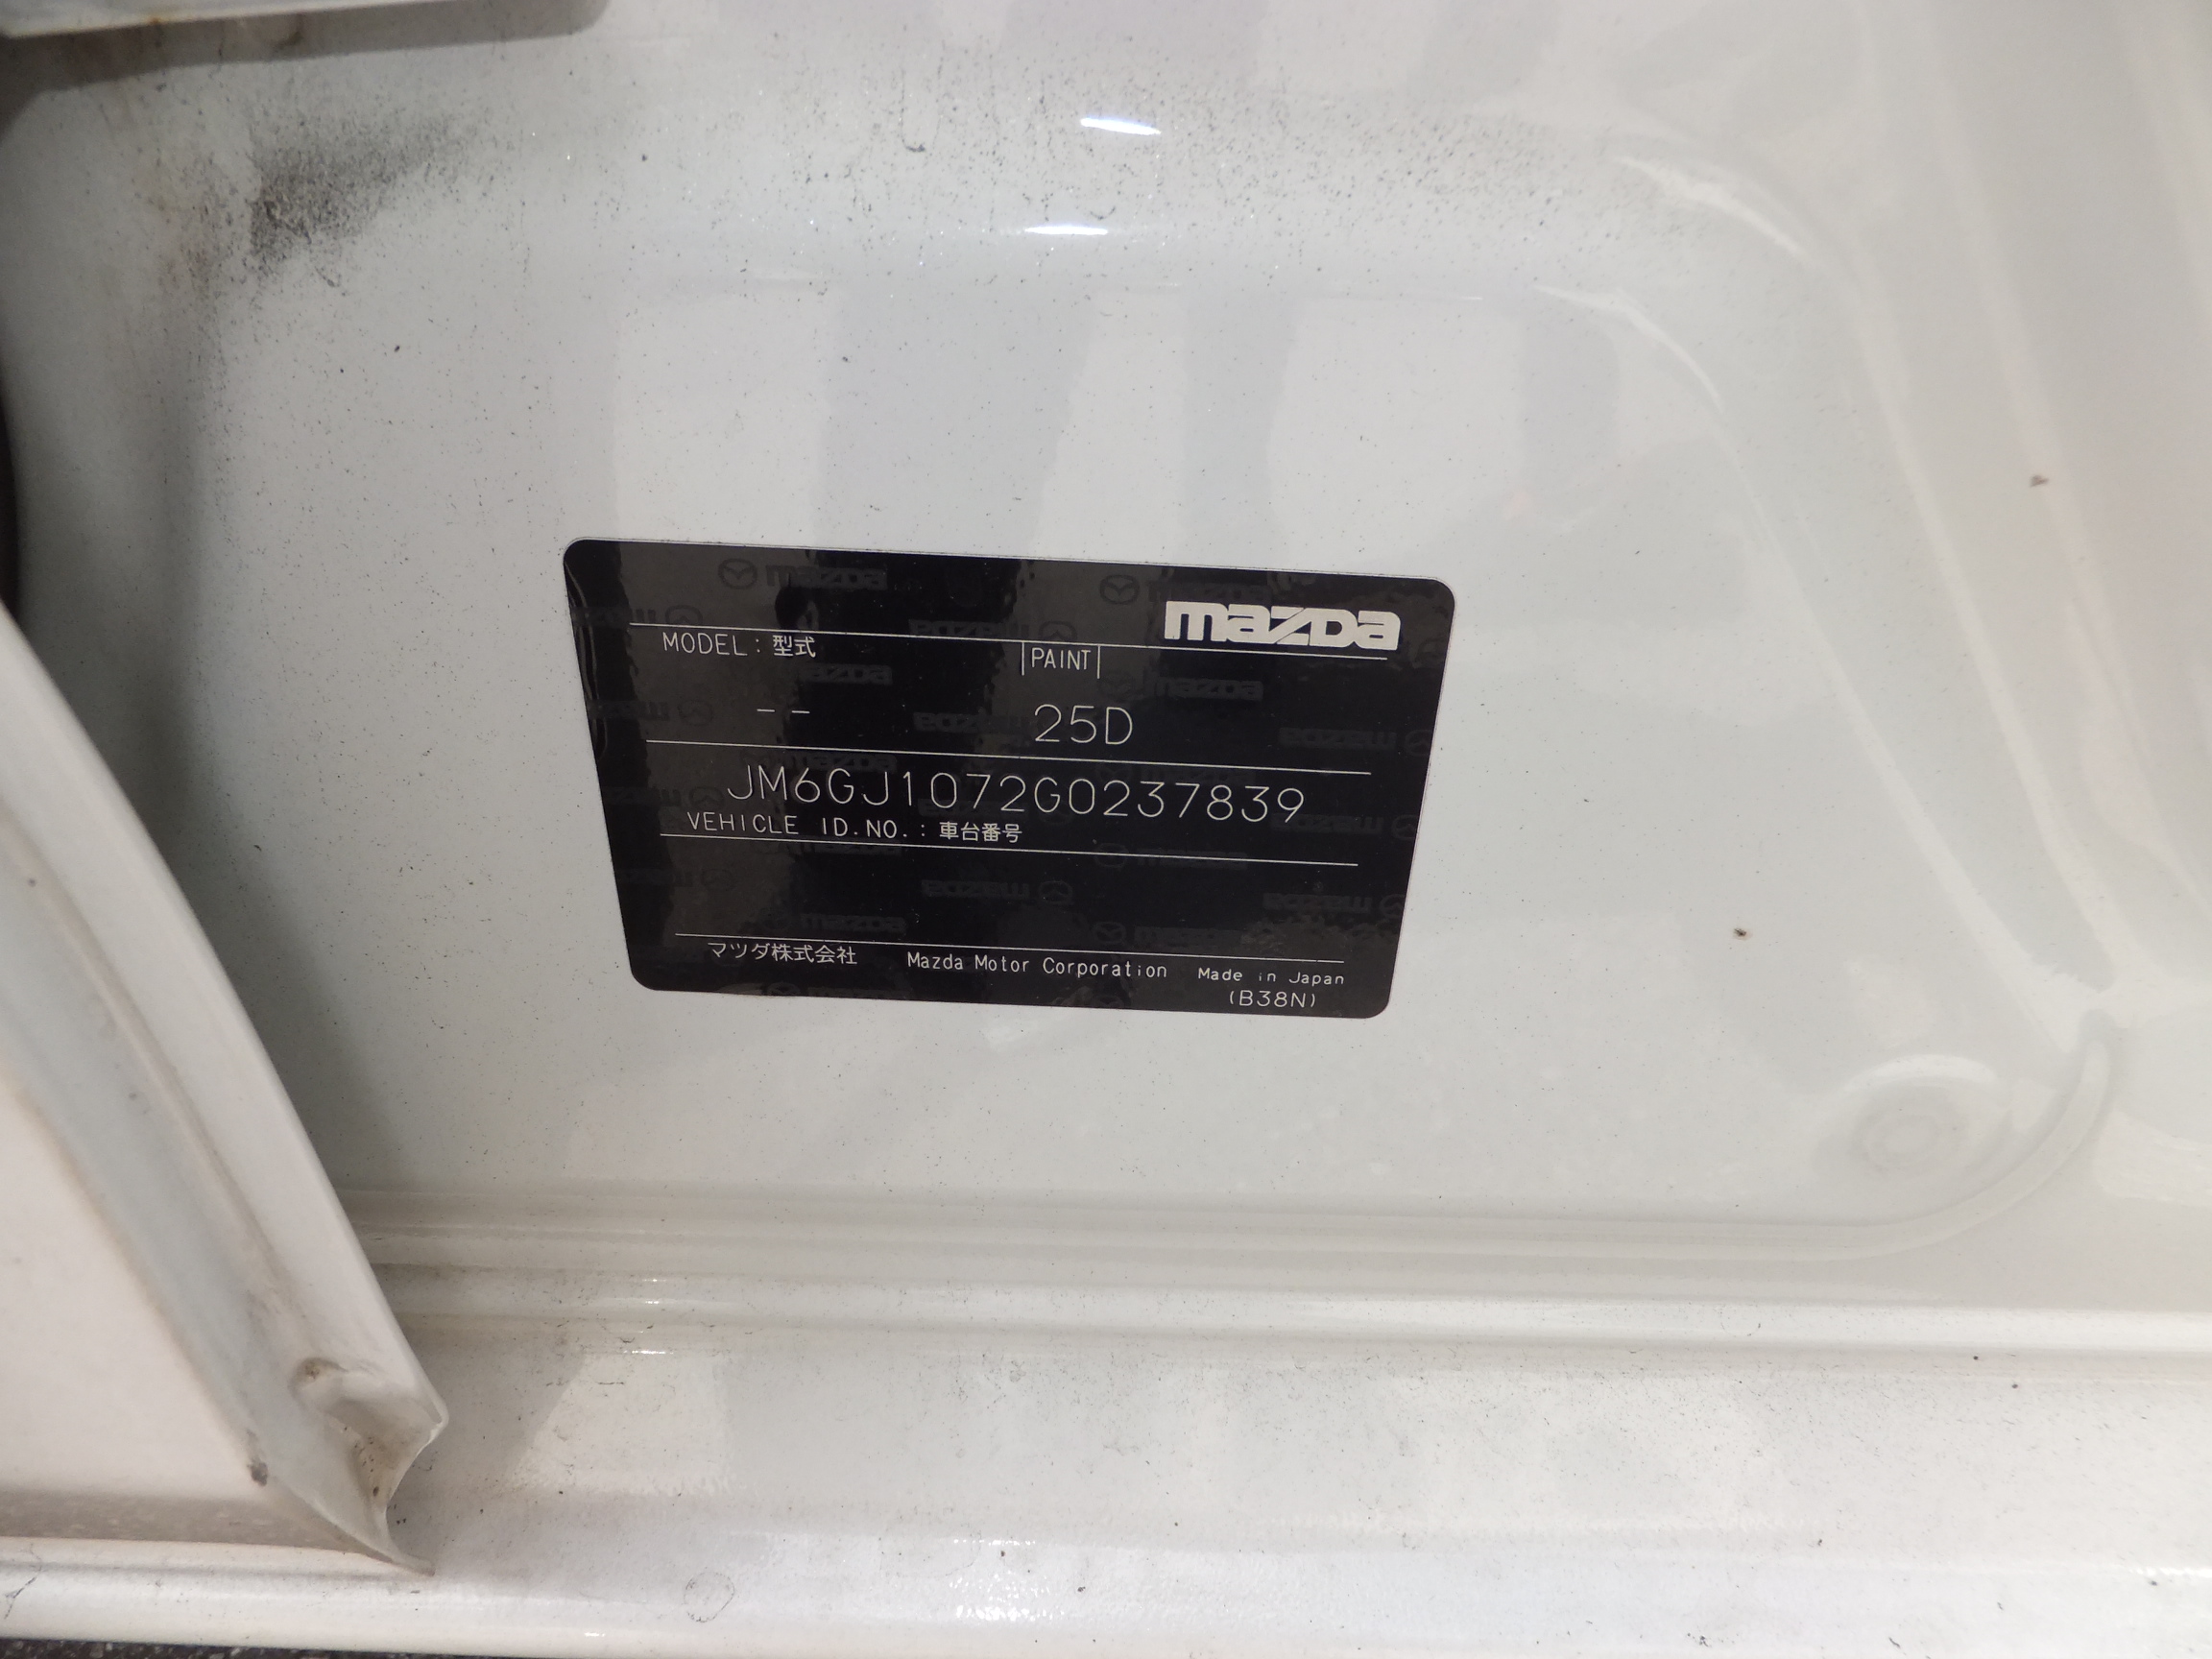 mazda
MODEL : 型式 |PAINT|
-- 25D
JM6GJ1072G0237839
VEHICLE ID.NO. : 車台番号
マツダ株式会社 Mazda Motor Corporation Made in Japan
(B38N)